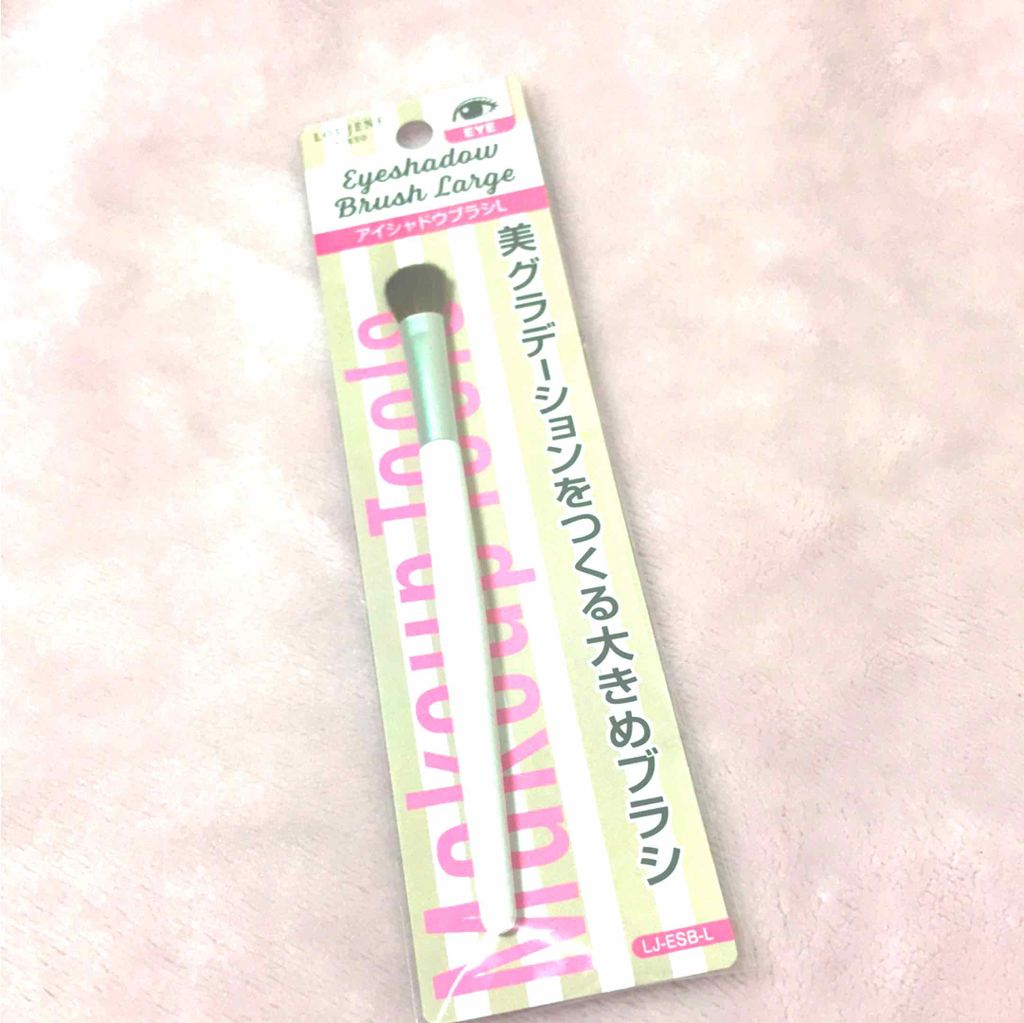 EYE
Eyeshadow
Brush Large
アイシャドウブラシL
美グラデーションをつくる大きめブラシ
Makeup Tools
LJ-ESB-L